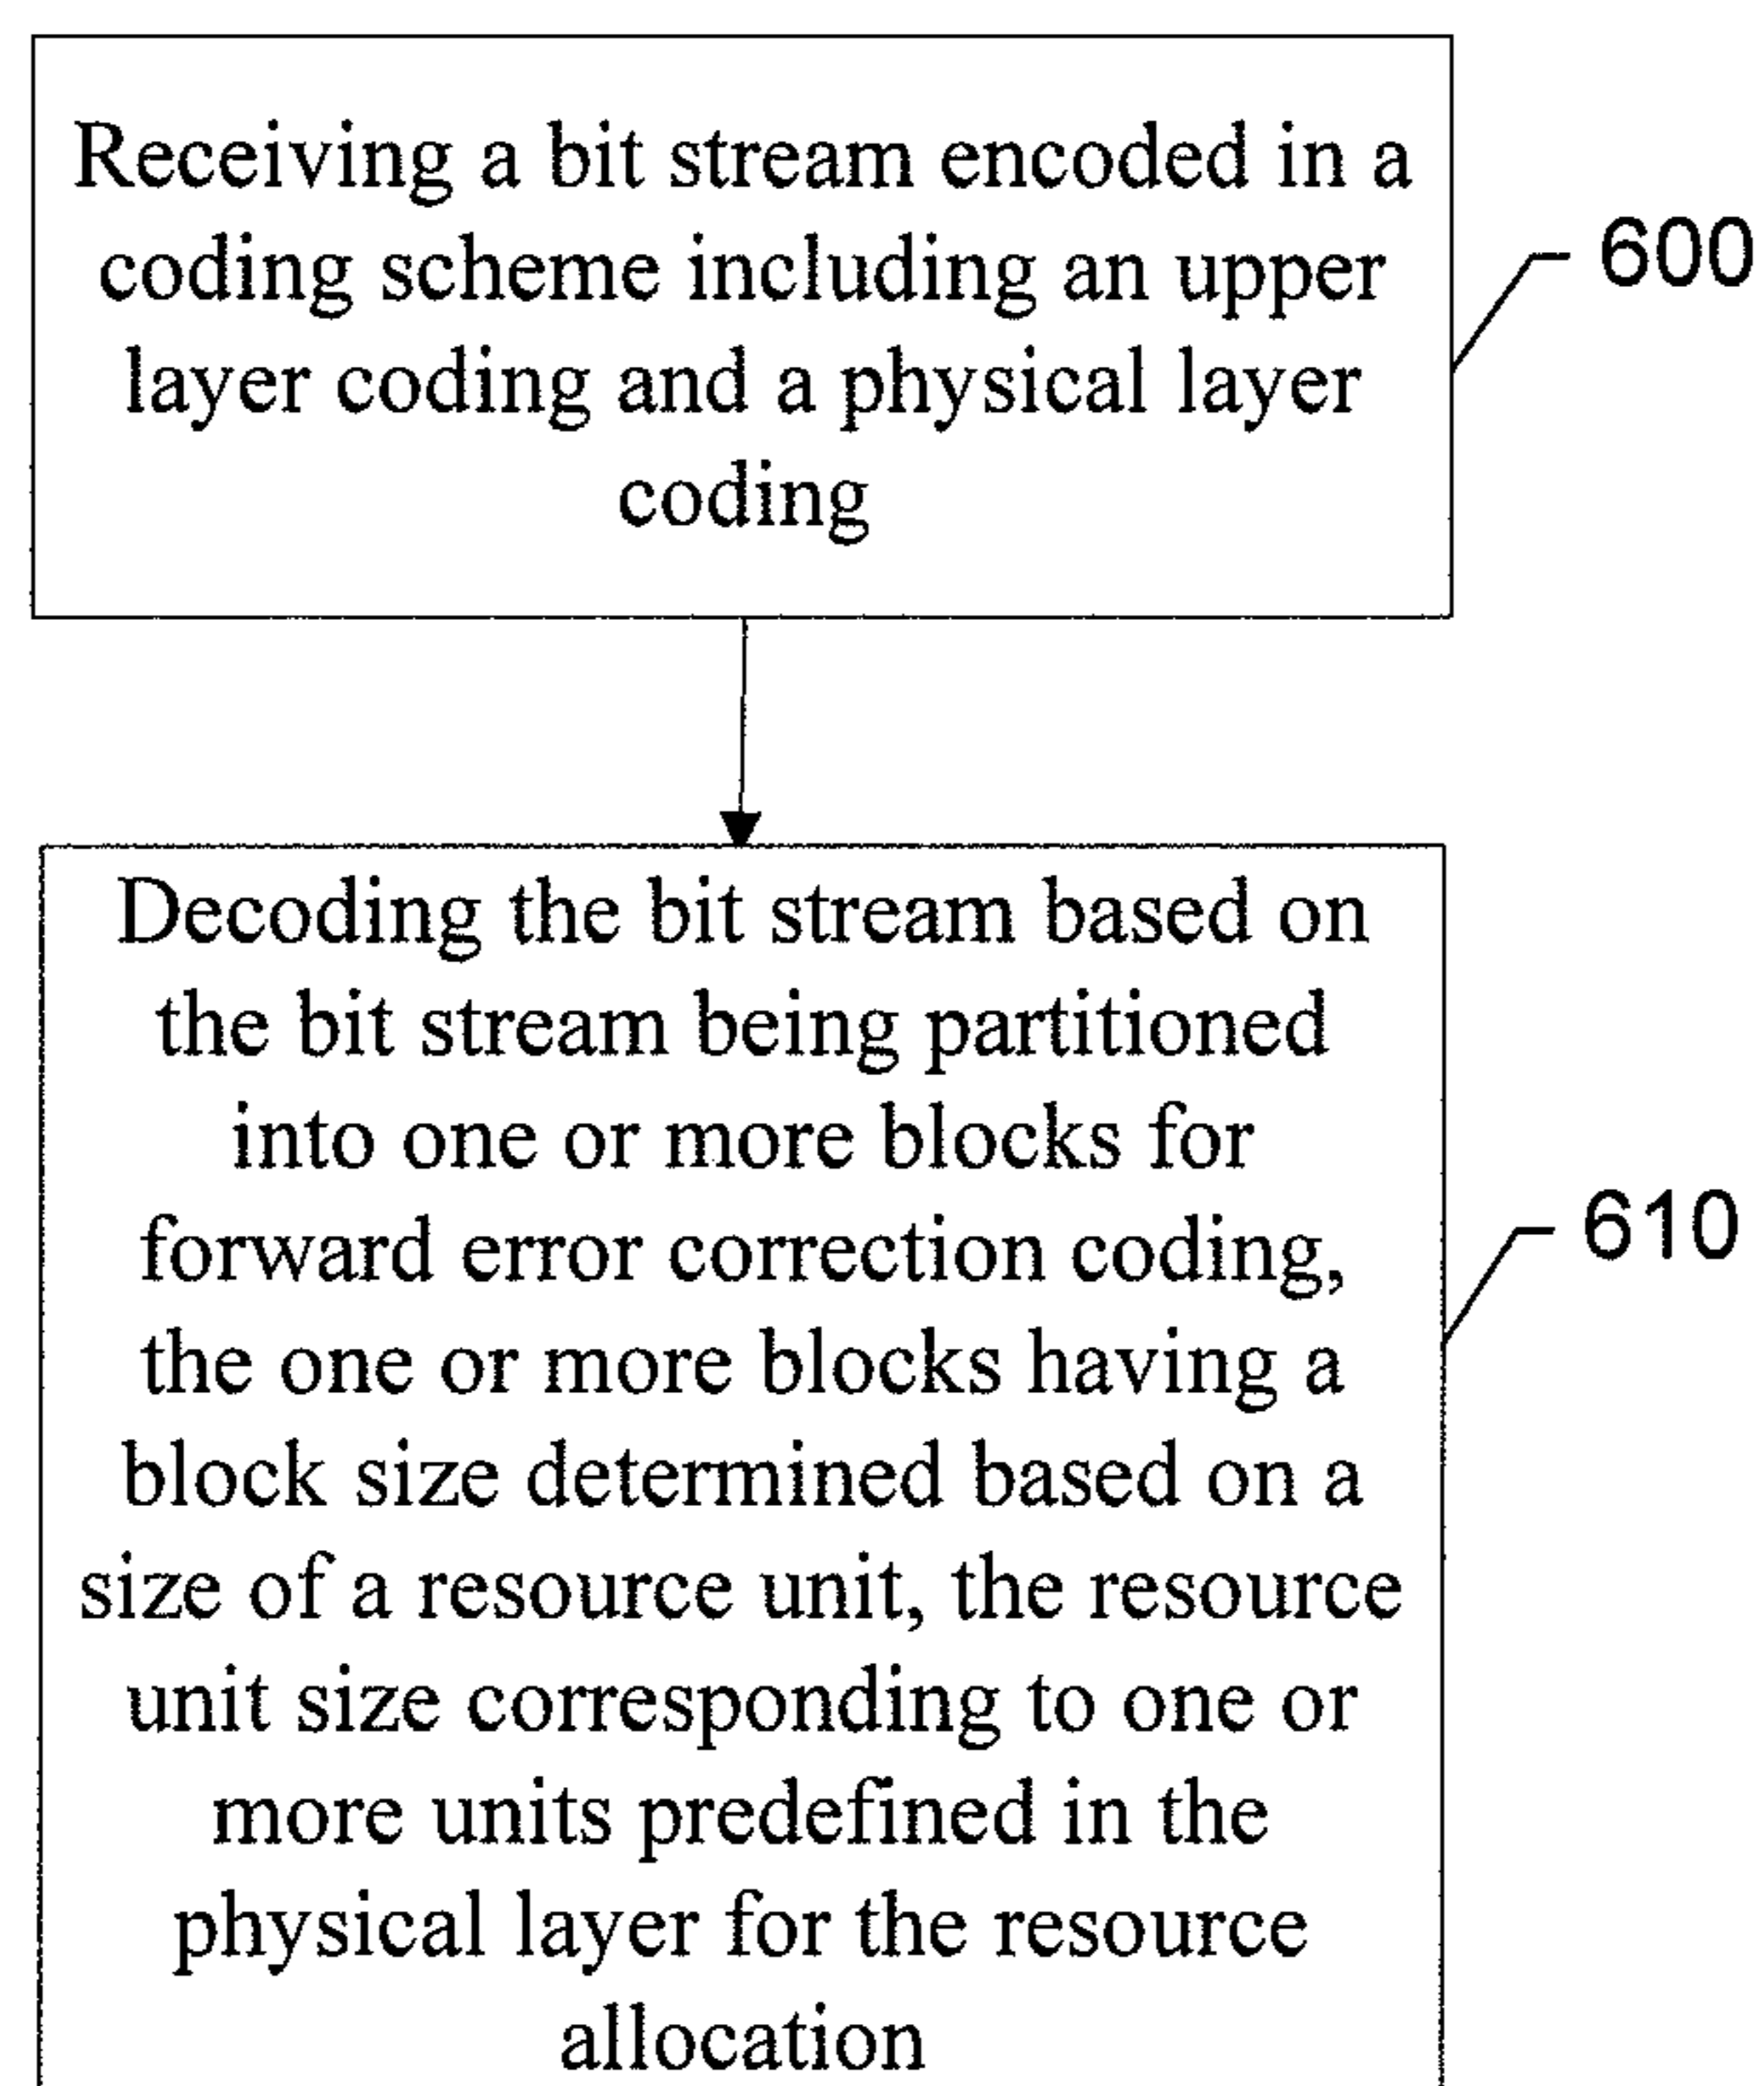 Receiving a bit stream encoded in a
coding scheme including an upper
layer coding and a physical layer
coding
600
Decoding the bit stream based on
the bit stream being partitioned
into one or more blocks for
forward error correction coding,
the one or more blocks having a
block size determined based on a
size of a resource unit, the resource
unit size corresponding to one or
more units predefined in the
physical layer for the resource
allocation
610